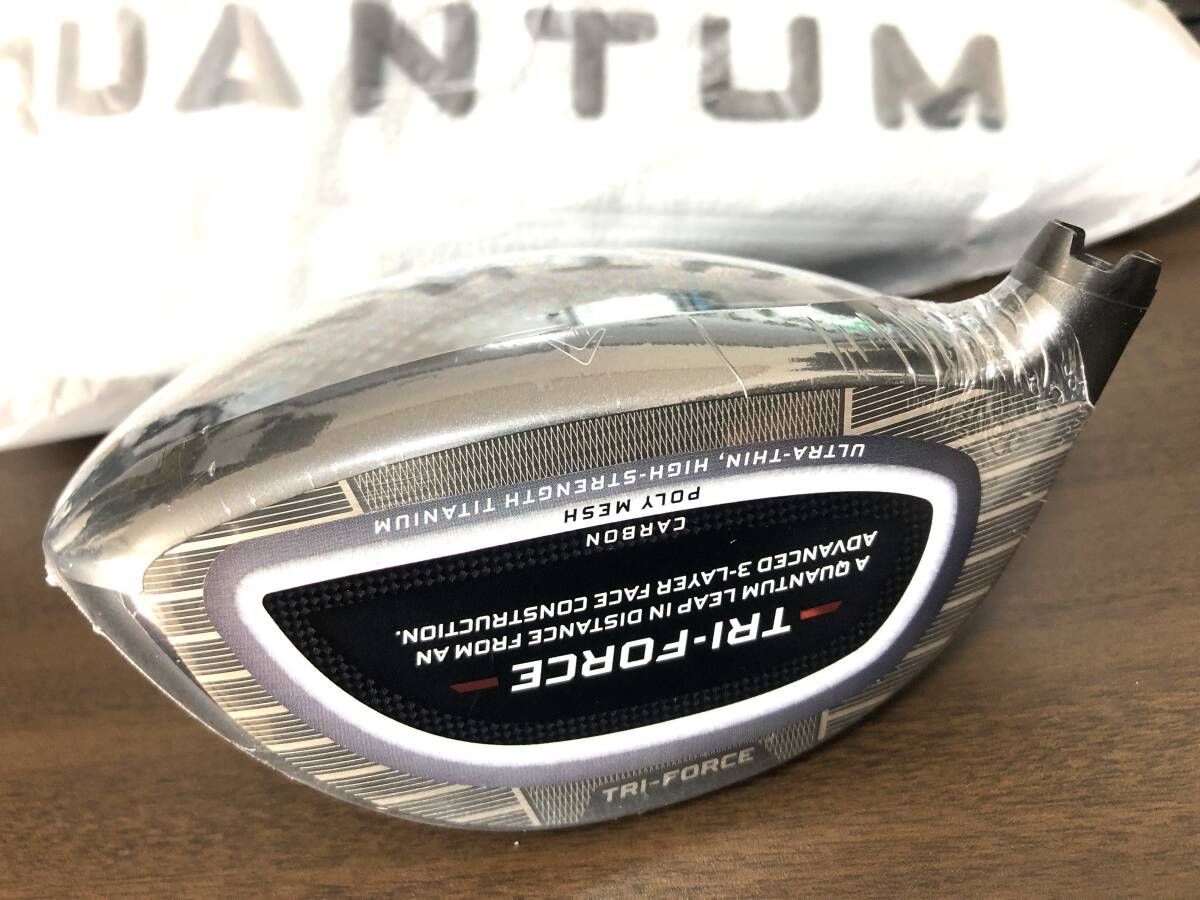 QUANTUM
TRI-FORCE
A QUANTUM LEAP IN DISTANCE FROM AN
ADVANCED 3-LAYER FACE CONSTRUCTION.
CARBON
POLY MESH
ULTRA-THIN, HIGH-STRENGTH TITANIUM
TRI-FORCE